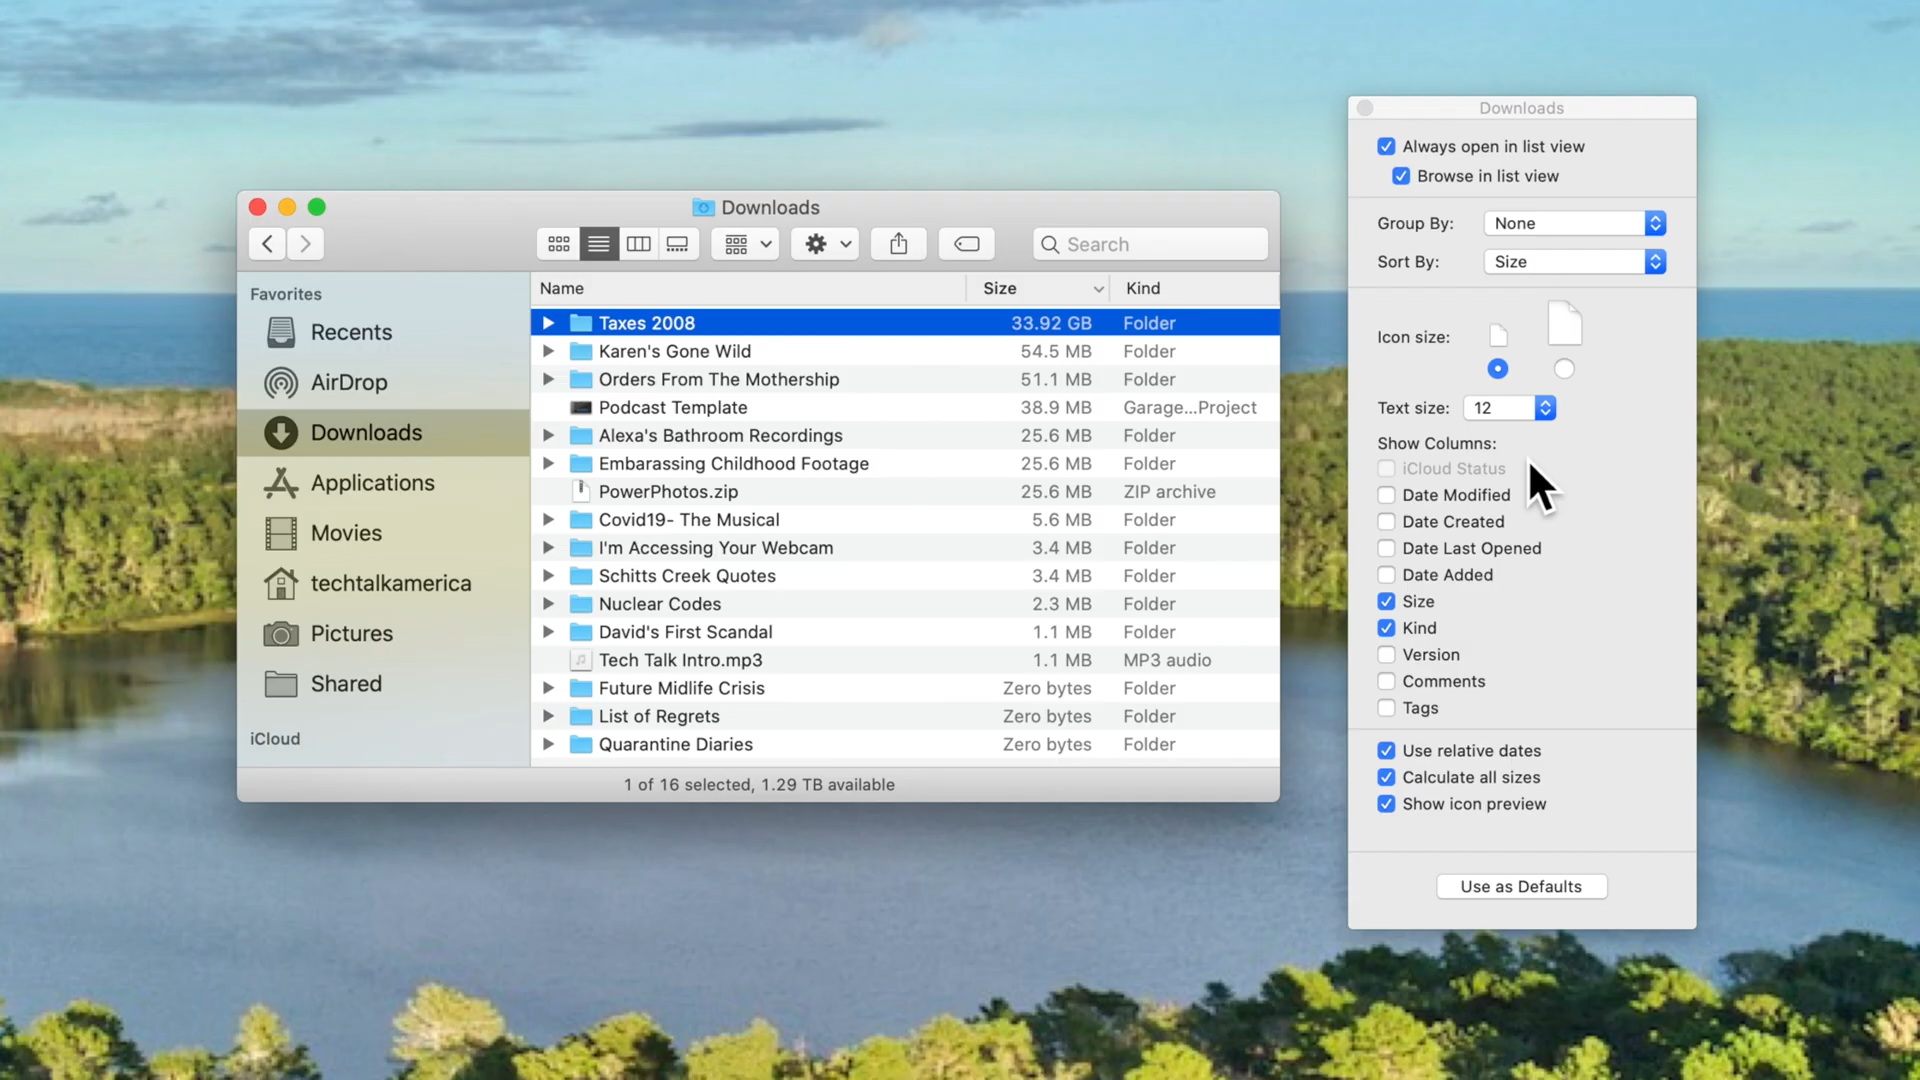 Downloads
Search
Favorites
Recents
AirDrop
Downloads
Applications
Movies
techtalkamerica
Pictures
Shared
iCloud
Name Size Kind
Taxes 2008 33.92 GB Folder
Karen's Gone Wild 54.5 MB Folder
Orders From The Mothership 51.1 MB Folder
Podcast Template 38.9 MB Garage...Project
Alexa's Bathroom Recordings 25.6 MB Folder
Embarassing Childhood Footage 25.6 MB Folder
PowerPhotos.zip 25.6 MB ZIP archive
Covid19- The Musical 5.6 MB Folder
I'm Accessing Your Webcam 3.4 MB Folder
Schitts Creek Quotes 3.4 MB Folder
Nuclear Codes 2.3 MB Folder
David's First Scandal 1.1 MB Folder
Tech Talk Intro.mp3 1.1 MB MP3 audio
Future Midlife Crisis Zero bytes Folder
List of Regrets Zero bytes Folder
Quarantine Diaries Zero bytes Folder
1 of 16 selected, 1.29 TB available
Downloads
Always open in list view
Browse in list view
Group By: None
Sort By: Size
Icon size:
Text size: 12
Show Columns:
iCloud Status
Date Modified
Date Created
Date Last Opened
Date Added
Size
Kind
Version
Comments
Tags
Use relative dates
Calculate all sizes
Show icon preview
Use as Defaults